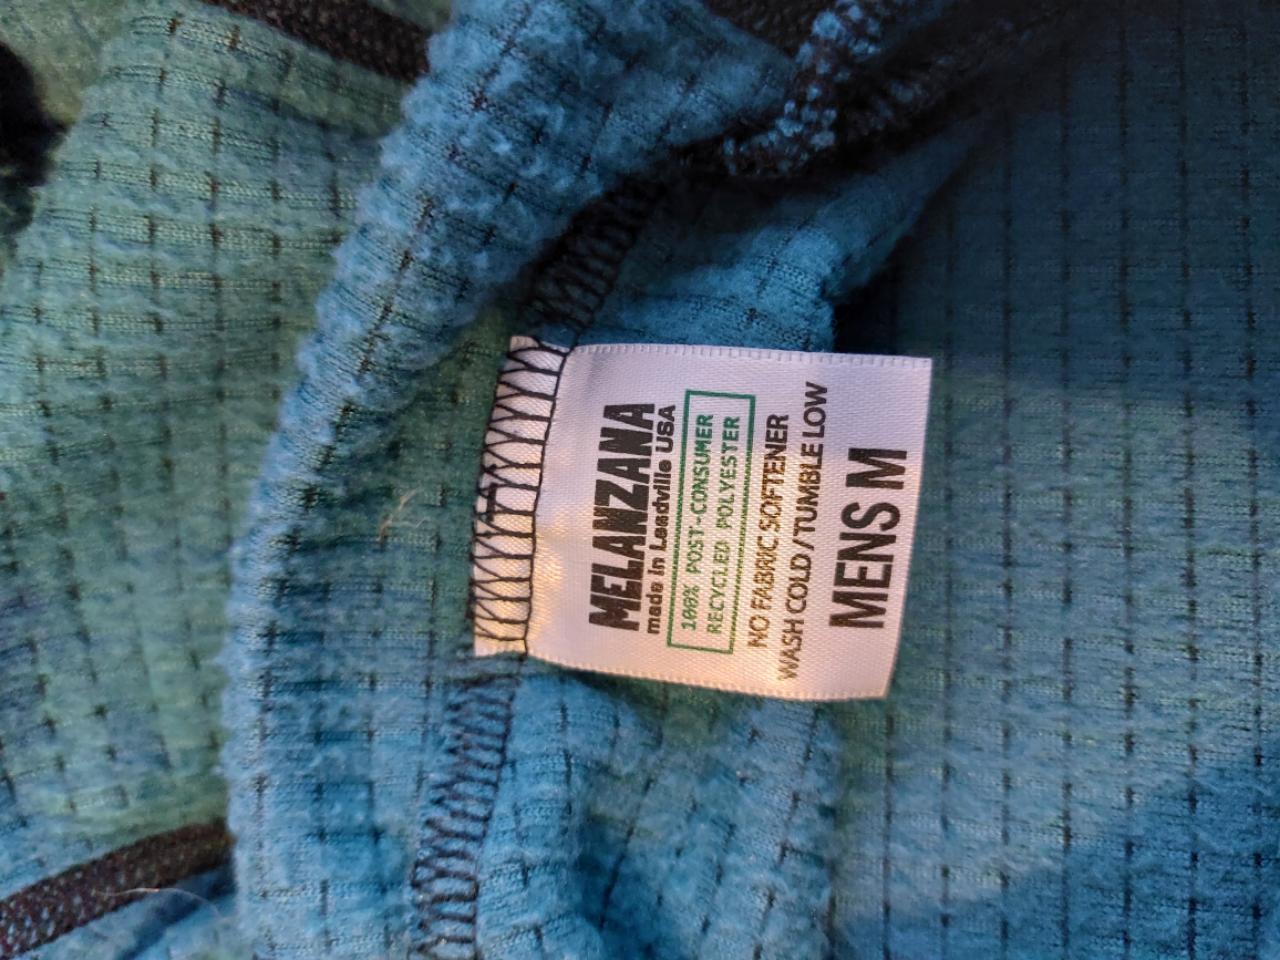 MELANZANA
made in Leadville USA
100% POST-CONSUMER
RECYCLED POLYESTER
NO FABRIC SOFTENER
WASH COLD / TUMBLE LOW
MENS M